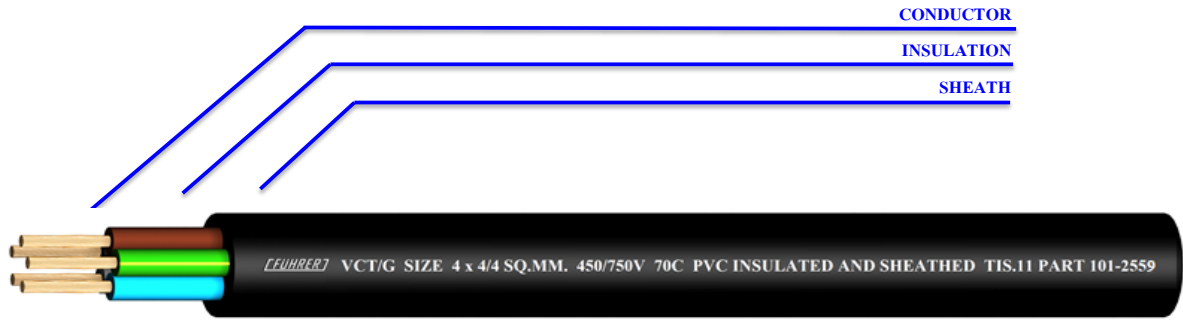 CONDUCTOR
INSULATION
SHEATH
FUHRER VCT/G SIZE 4 x 4/4 SQ.MM. 450/750V 70C PVC INSULATED AND SHEATHED TIS.11 PART 101-2559